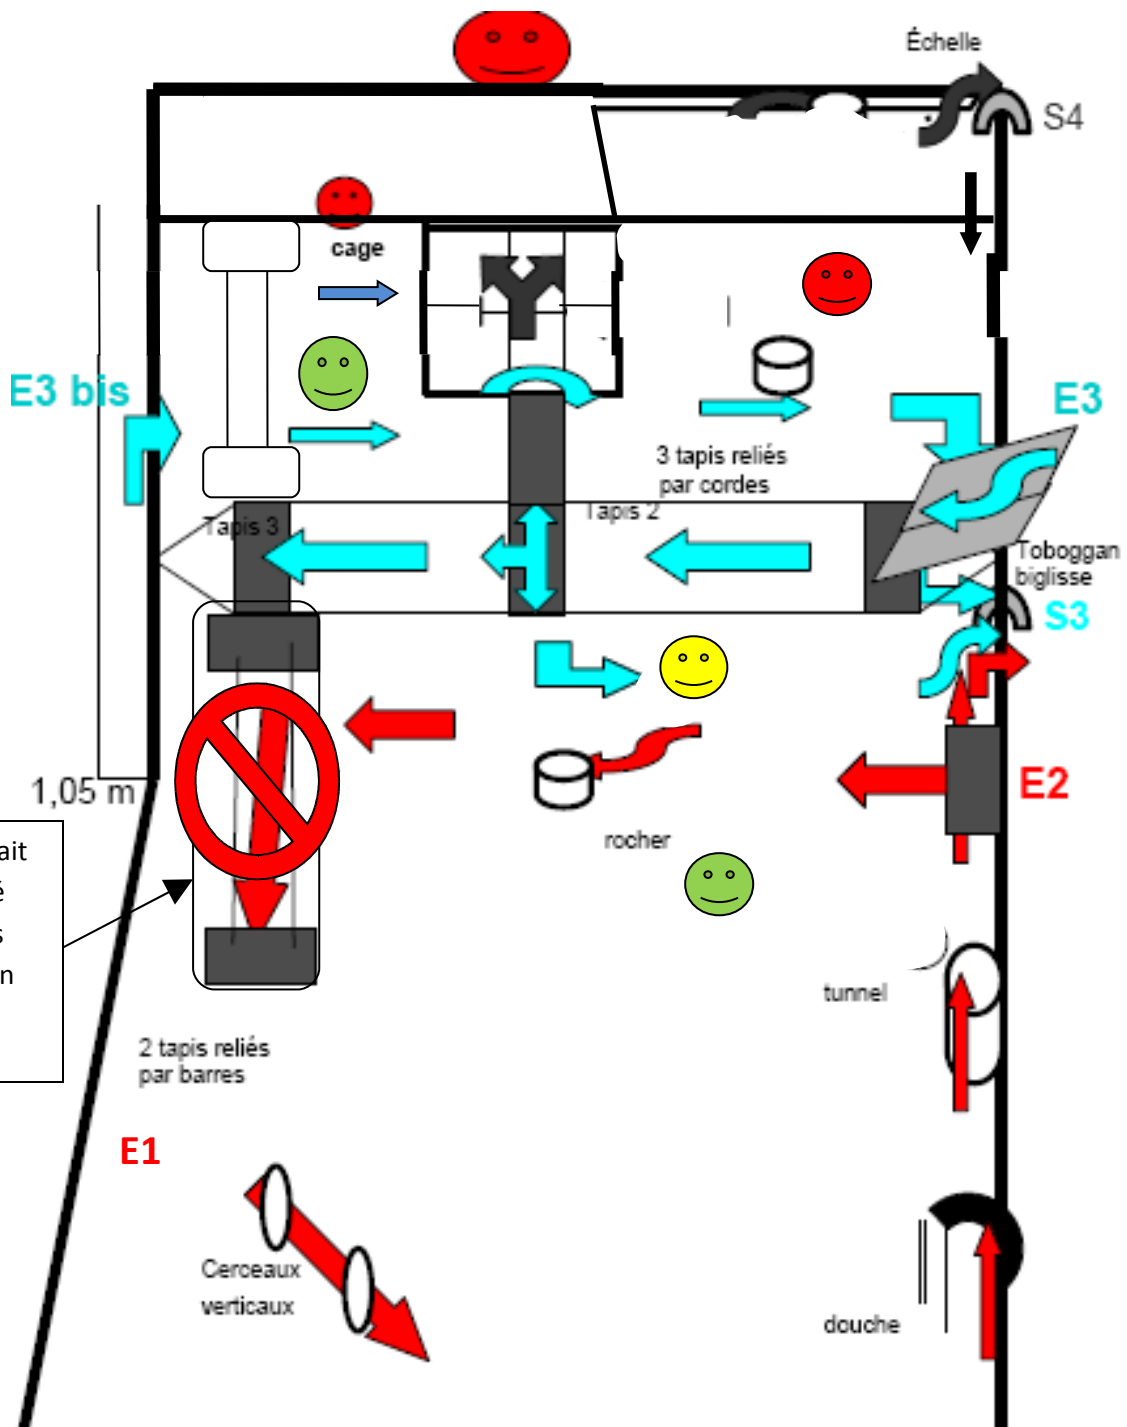 Échelle
S4
cage
E3 bis
E3
3 tapis reliés
par cordes
Tapis 3
Tapis 2
Toboggan
biglisse
S3
1,05 m
E2
rocher
ait
é
s
n
tunnel
2 tapis reliés
par barres
E1
Cerceaux
verticaux
douche